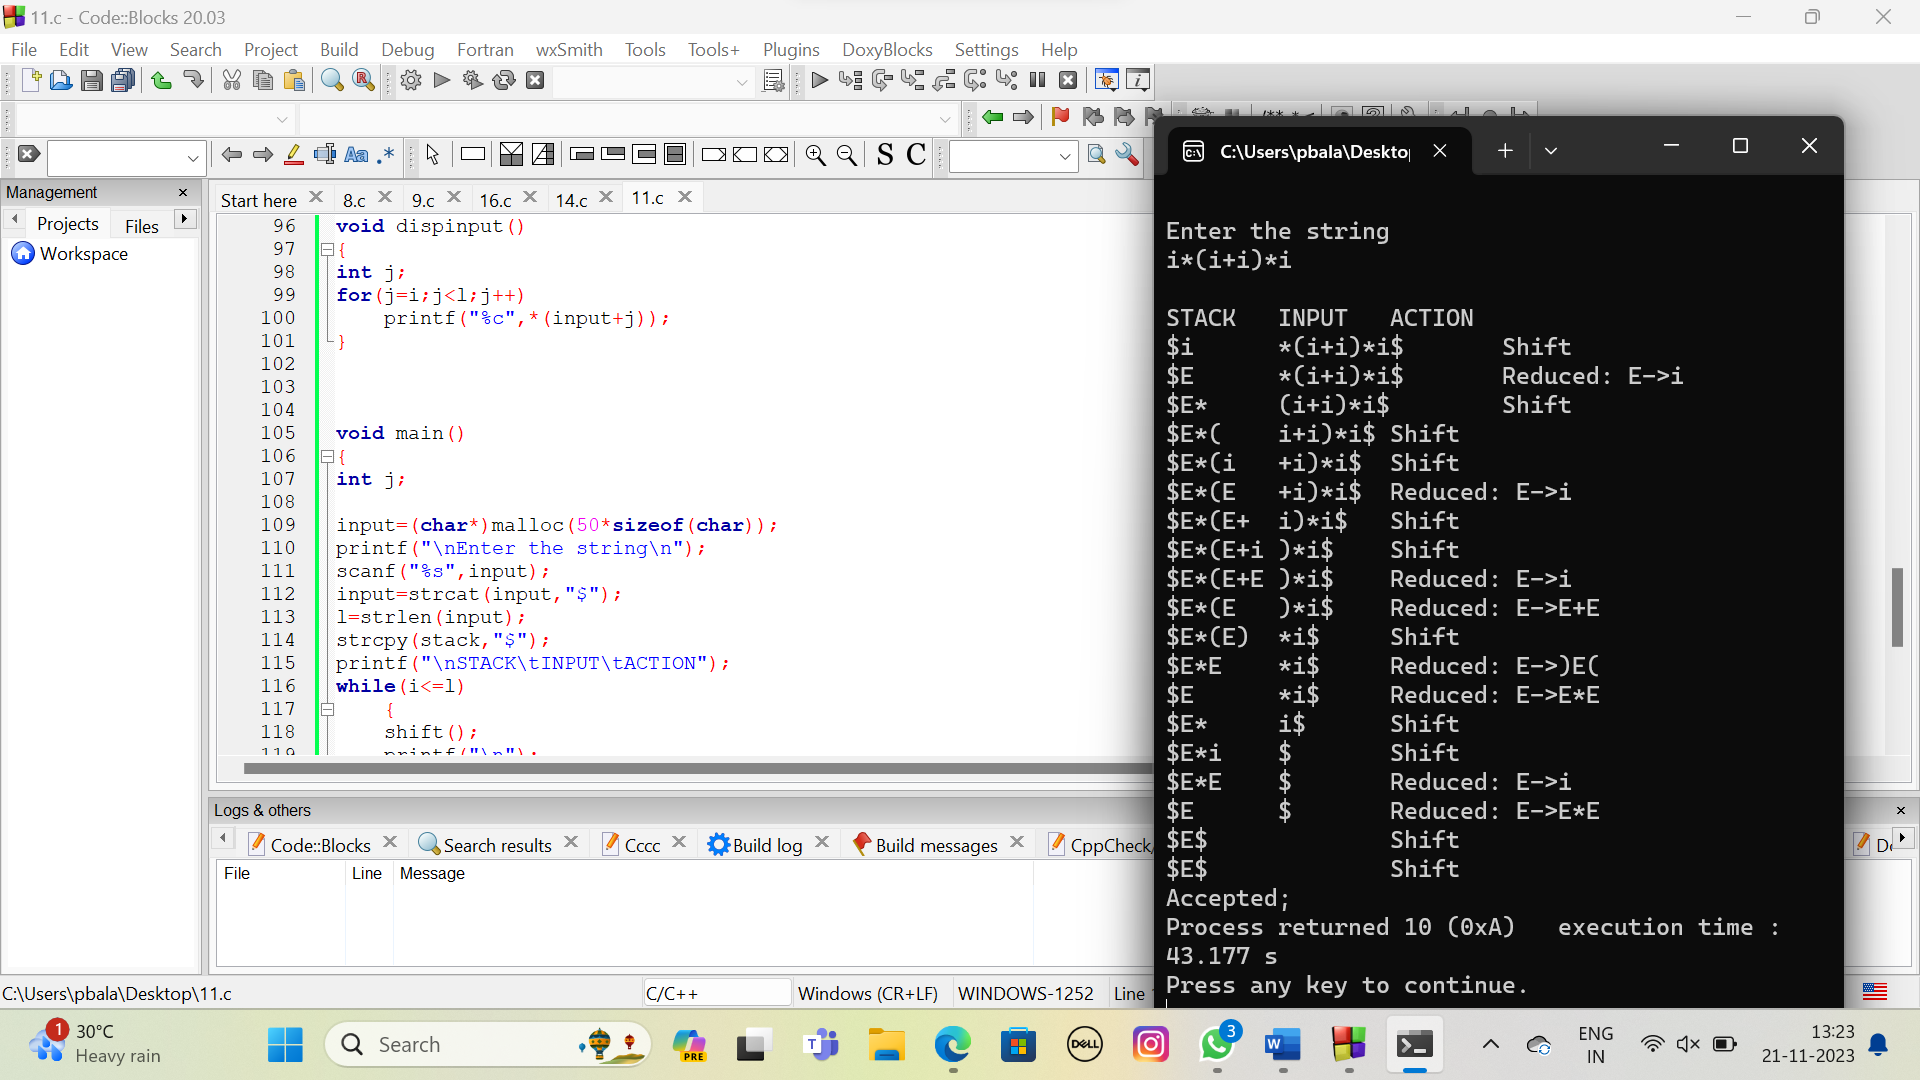 11.c - Code::Blocks 20.03
File Edit View Search Project Build Debug Fortran wxSmith Tools Tools+ Plugins DoxyBlocks Settings Help
S C
Management
Projects Files
Workspace
Start here 8.c 9.c 16.c 14.c 11.c
96 void dispinput()
97 {
98 int j;
99 for(j=i;j<l;j++)
100 printf("%c",*(input+j));
101 }
102
103
104
105 void main()
106 {
107 int j;
108
109 input=(char*)malloc(50*sizeof(char));
110 printf("\nEnter the string\n");
111 scanf("%s",input);
112 input=strcat(input,"$");
113 l=strlen(input);
114 strcpy(stack,"$");
115 printf("\nSTACK\tINPUT\tACTION");
116 while(i<=l)
117 {
118 shift();
119 printf("\n");
C:\Users\pbala\Deskto
Enter the string
i*(i+i)*i
STACK INPUT ACTION
$i *(i+i)*i$ Shift
$E *(i+i)*i$ Reduced: E->i
$E* (i+i)*i$ Shift
$E*( i+i)*i$ Shift
$E*(i +i)*i$ Shift
$E*(E +i)*i$ Reduced: E->i
$E*(E+ i)*i$ Shift
$E*(E+i )*i$ Shift
$E*(E+E )*i$ Reduced: E->i
$E*(E )*i$ Reduced: E->E+E
$E*(E) *i$ Shift
$E*E *i$ Reduced: E->)E(
$E *i$ Reduced: E->E*E
$E* i$ Shift
$E*i $ Shift
$E*E $ Reduced: E->i
$E $ Reduced: E->E*E
$E$ Shift
$E$ Shift
Accepted;
Process returned 10 (0xA) execution time :
43.177 s
Press any key to continue.
Logs & others
Code::Blocks Search results Cccc Build log Build messages CppCheck/
File Line Message
C:\Users\pbala\Desktop\11.c C/C++ Windows (CR+LF) WINDOWS-1252 Line
1 30°C
Heavy rain
Search
PRE
DELL
3
ENG
IN
13:23
21-11-2023